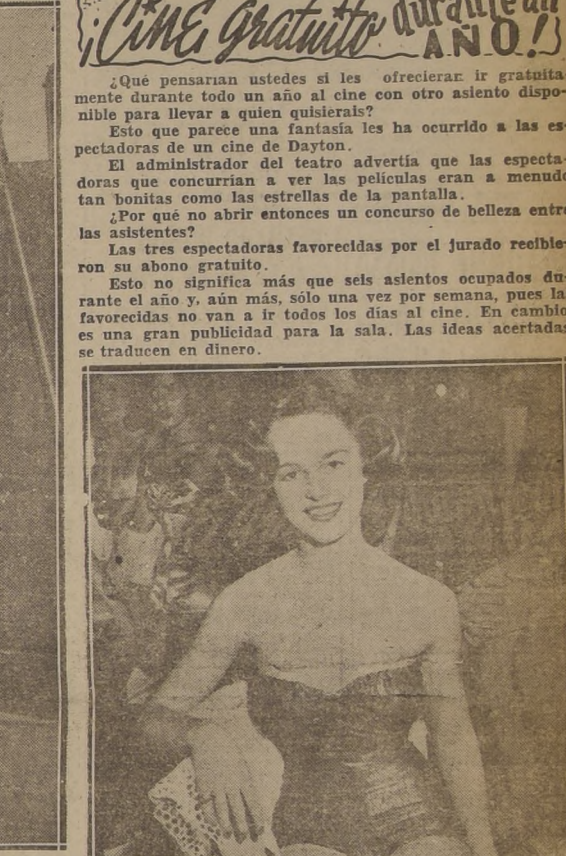 ¡Cine gratuito durante un
AÑO!
¿Qué pensarían ustedes si les ofrecieran ir gratuita-
mente durante todo un año al cine con otro asiento dispo-
nible para llevar a quien quisierais?
Esto que parece una fantasía les ha ocurrido a las es-
pectadoras de un cine de Dayton.
El administrador del teatro advertía que las especta-
doras que concurrían a ver las películas eran a menudo
tan bonitas como las estrellas de la pantalla.
¿Por qué no abrir entonces un concurso de belleza entre
las asistentes?
Las tres espectadoras favorecidas por el jurado recibie-
ron su abono gratuito.
Esto no significa más que seis asientos ocupados du-
rante el año y, aún más, sólo una vez por semana, pues la
favorecidas no van a ir todos los días al cine. En cambio
es una gran publicidad para la sala. Las ideas acertadas
se traducen en dinero.